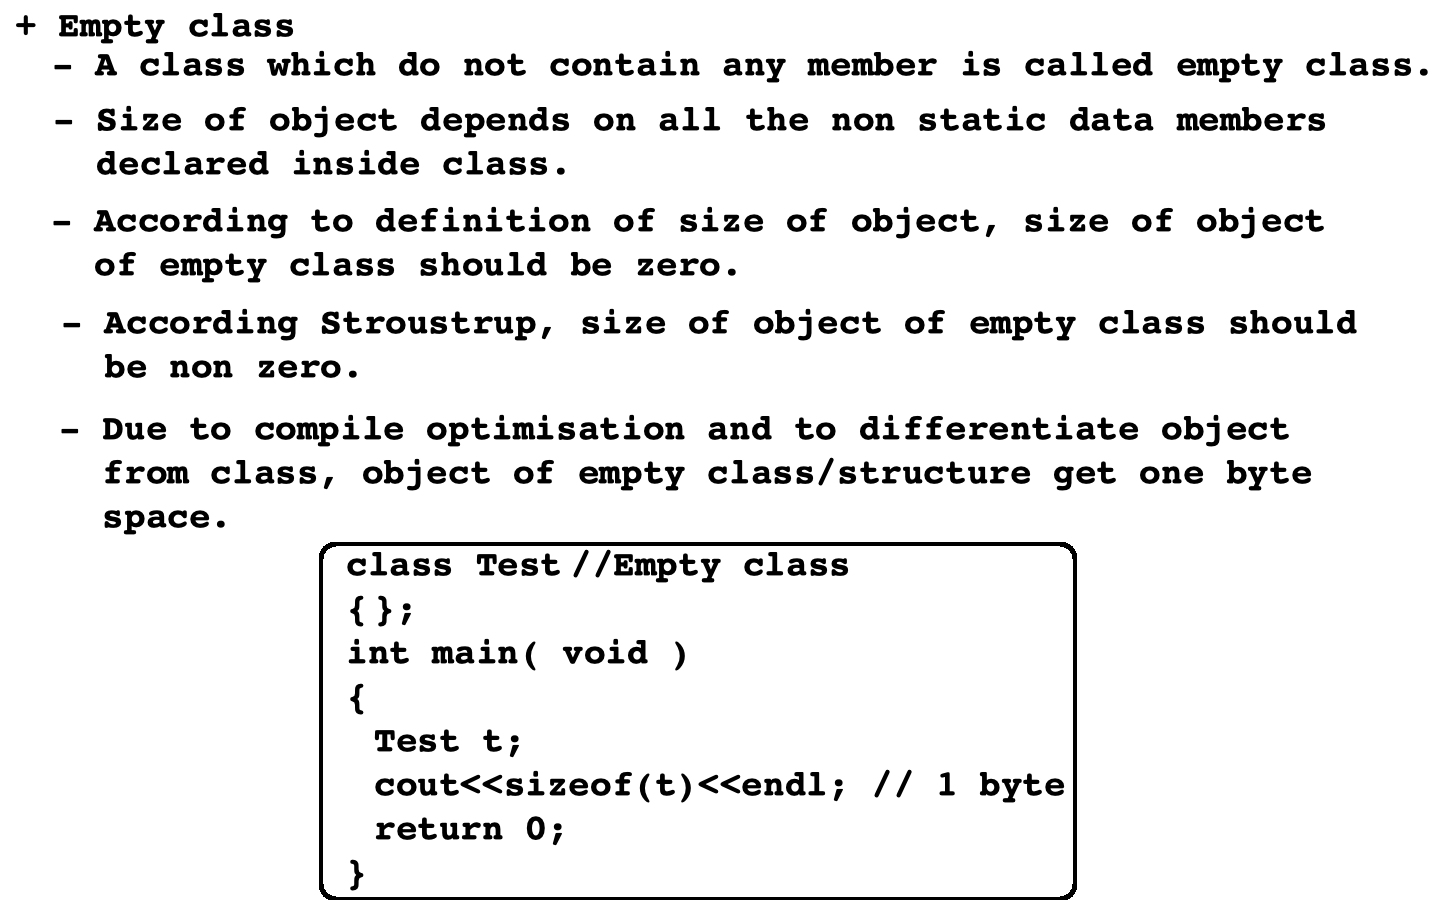 + Empty class
– A class which do not contain any member is called empty class.
– Size of object depends on all the non static data members
declared inside class.
– According to definition of size of object, size of object
of empty class should be zero.
– According Stroustrup, size of object of empty class should
be non zero.
– Due to compile optimisation and to differentiate object
from class, object of empty class/structure get one byte
space.
class Test //Empty class
{ };
int main( void )
{
Test t;
cout<<sizeof(t)<<endl; // 1 byte
return 0;
}